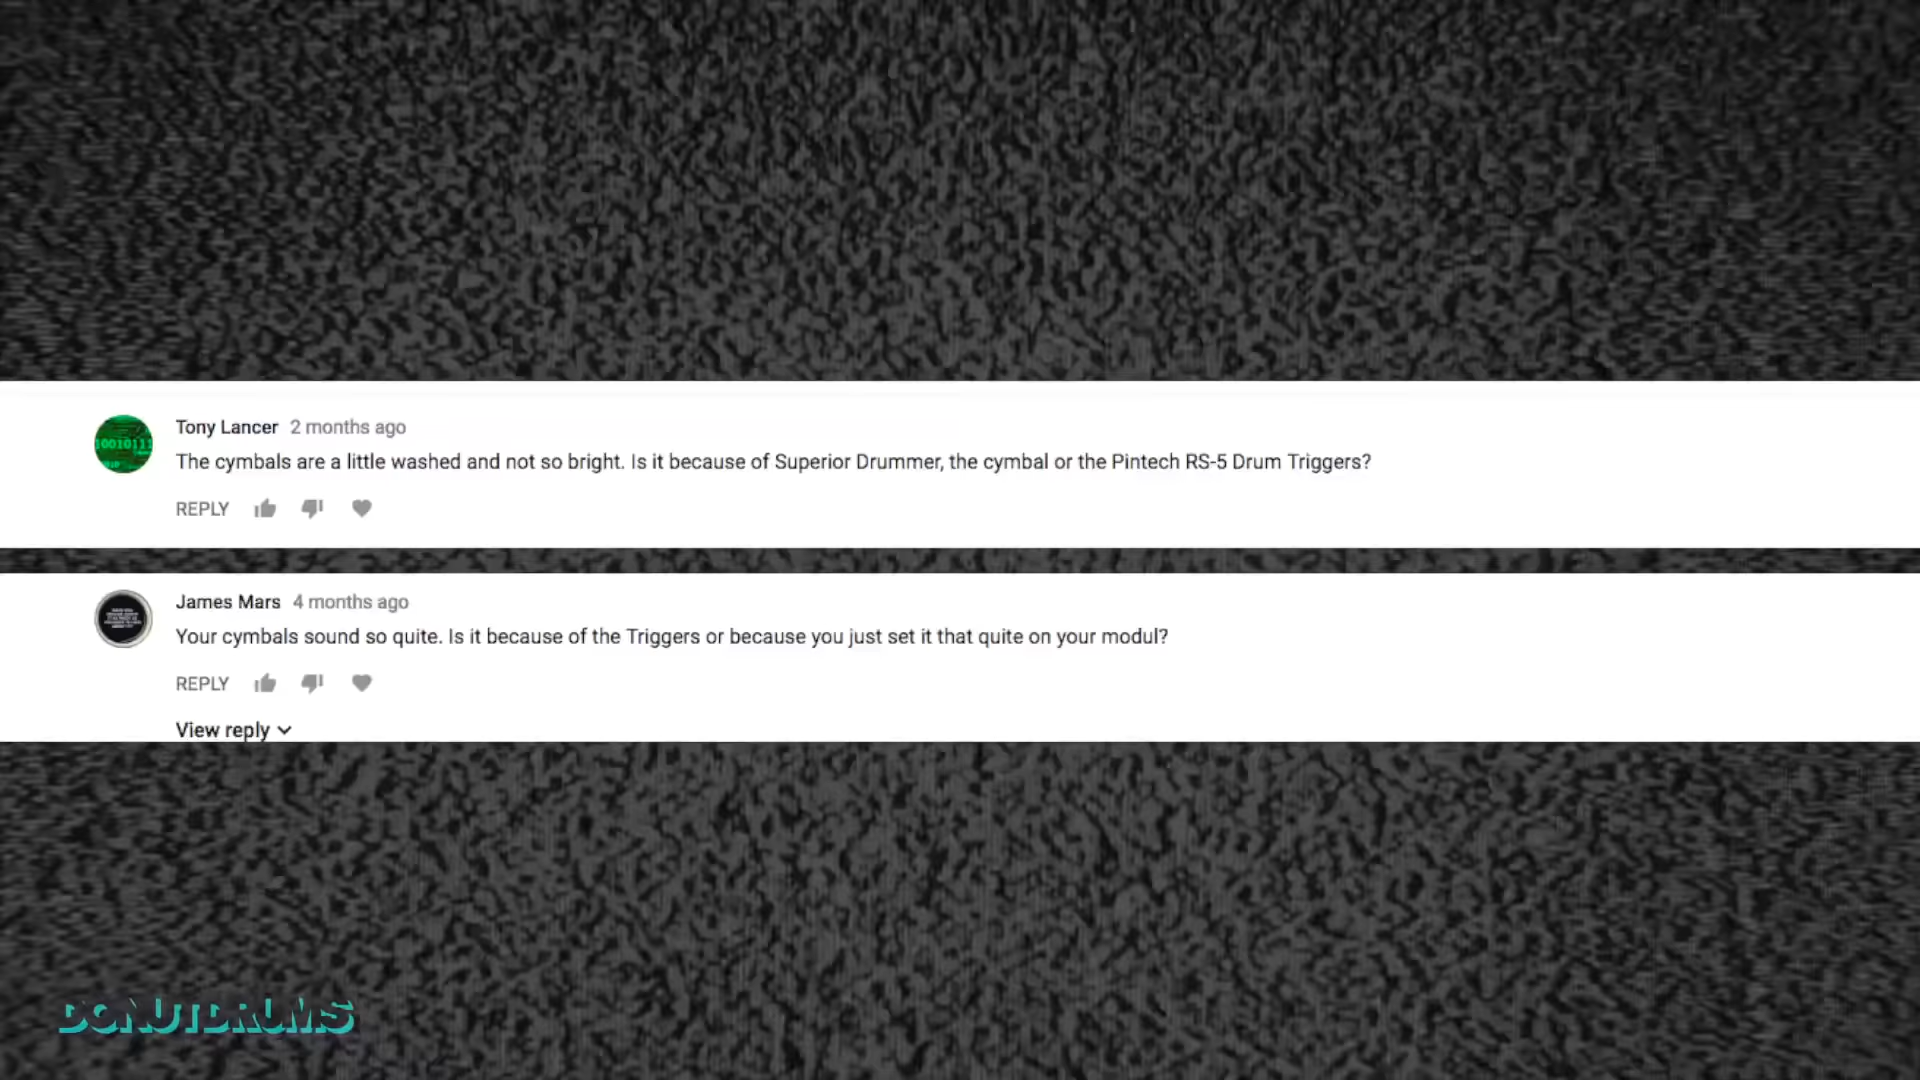 Tony Lancer 2 months ago
The cymbals are a little washed and not so bright. Is it because of Superior Drummer, the cymbal or the Pintech RS-5 Drum Triggers?
REPLY
James Mars 4 months ago
Your cymbals sound so quite. Is it because of the Triggers or because you just set it that quite on your modul?
REPLY
View reply
DONUTDRUMS